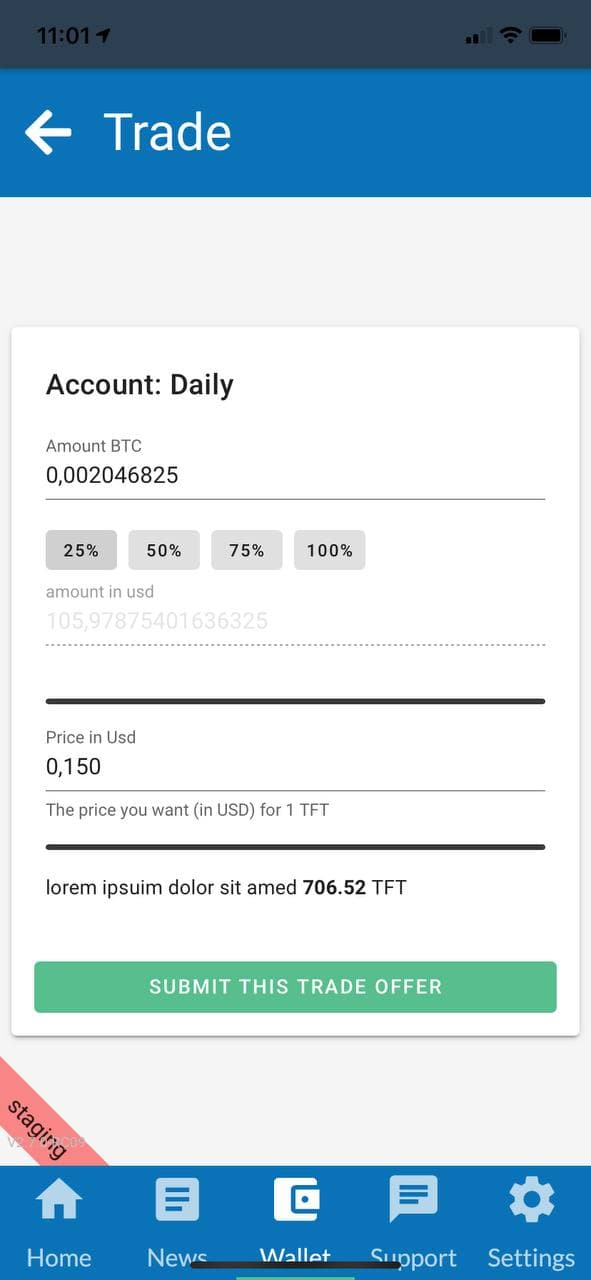 11:01
Trade
Account: Daily
Amount BTC
0,002046825
25% 50% 75% 100%
amount in usd
105,97875401636325
Price in Usd
0,150
The price you want (in USD) for 1 TFT
lorem ipsuim dolor sit amed 706.52 TFT
SUBMIT THIS TRADE OFFER
staging
Home News Wallet Support Settings